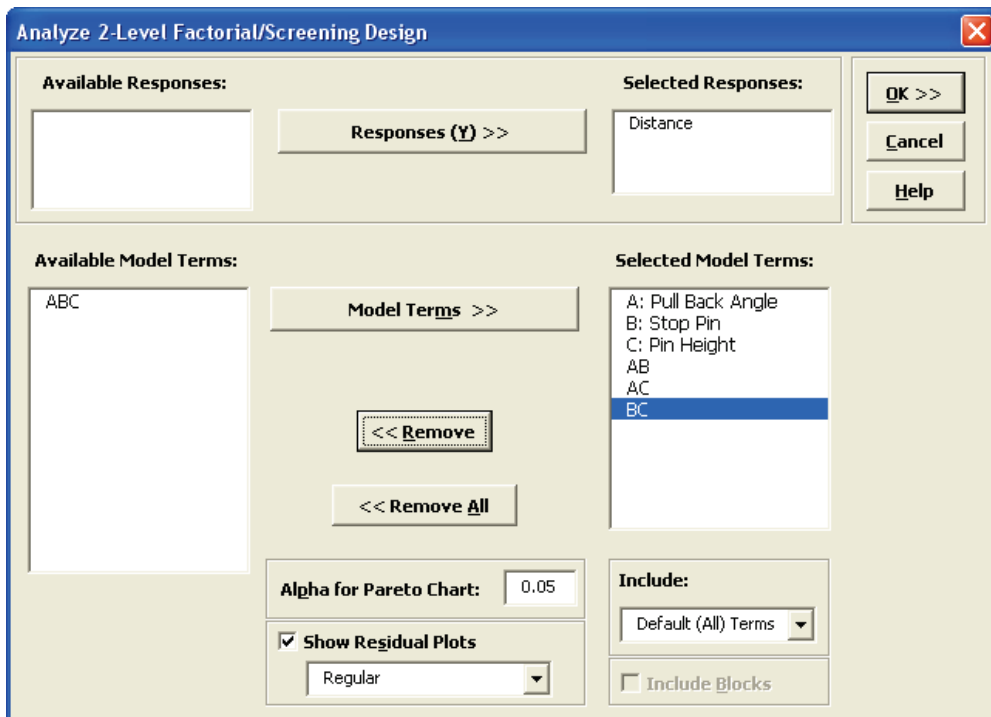 Analyze 2-Level Factorial/Screening Design
Available Responses:
Responses (Y) >>
Selected Responses:
Distance
OK >>
Cancel
Help
Available Model Terms:
ABC
Model Terms >>
Selected Model Terms:
A: Pull Back Angle
B: Stop Pin
C: Pin Height
AB
AC
BC
<< Remove
<< Remove All
Alpha for Pareto Chart: 0.05
Show Residual Plots
Regular
Include:
Default (All) Terms
Include Blocks